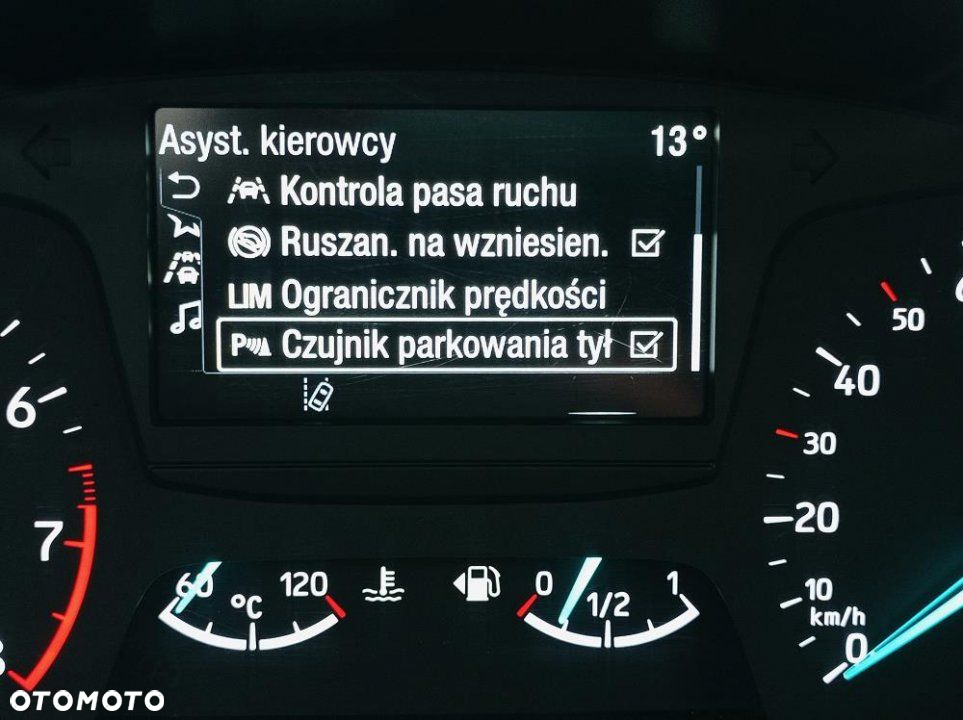 Asyst. kierowcy 13°
Kontrola pasa ruchu
Ruszan. na wzniesien.
LIM Ogranicznik prędkości
P Czujnik parkowania tył
6
7
8
60 °C 120
0 1/2 1
50
40
30
20
10
km/h
0
OTOMOTO